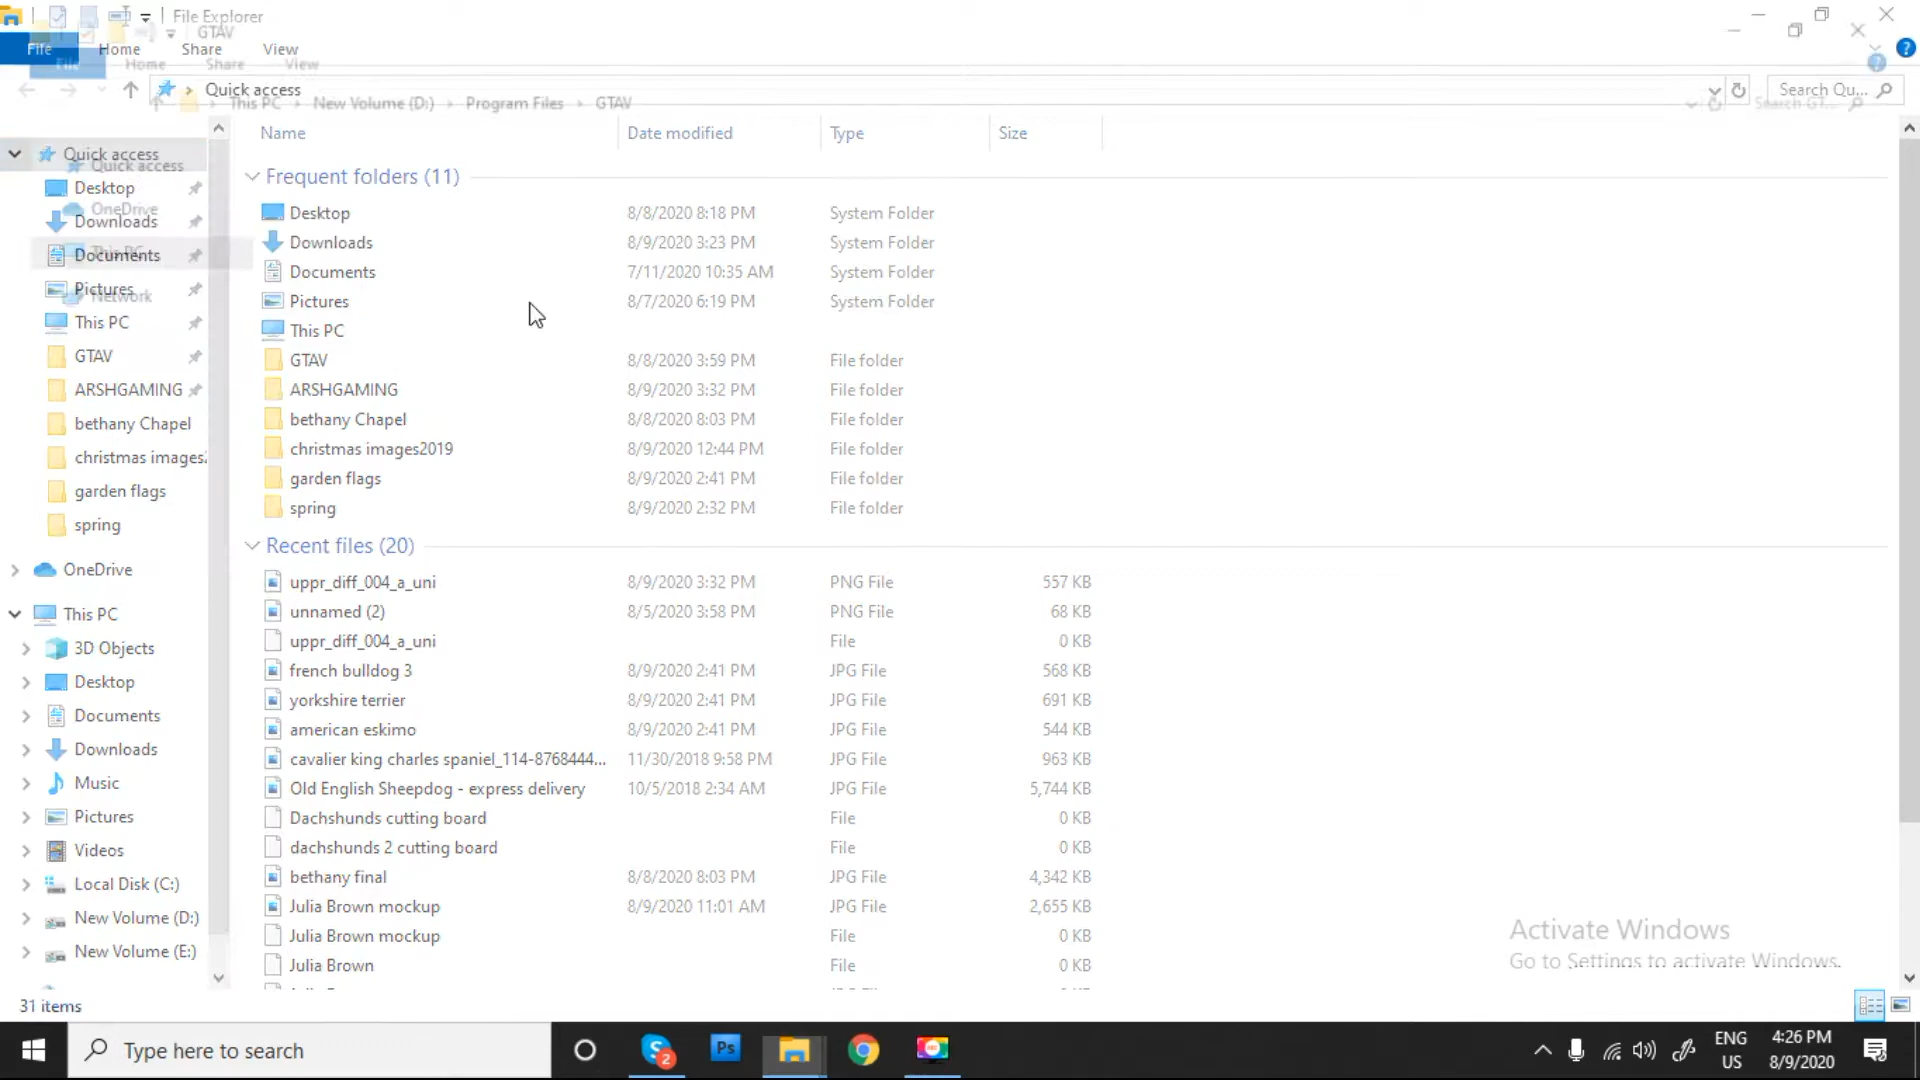 File Explorer
GTAV
File Home Share View
File Home Share View
Quick access
Search Qu...
This PC New Volume (D:) Program Files GTAV
Search GT...
Name Date modified Type Size
Quick access
Quick access
Desktop
OneDrive
Downloads
This PC
Documents
Network
Pictures
This PC
GTAV
ARSHGAMING
bethany Chapel
christmas images
garden flags
spring
OneDrive
This PC
3D Objects
Desktop
Documents
Downloads
Music
Pictures
Videos
Local Disk (C:)
New Volume (D:)
New Volume (E:)
Frequent folders (11)
Desktop 8/8/2020 8:18 PM System Folder
Downloads 8/9/2020 3:23 PM System Folder
Documents 7/11/2020 10:35 AM System Folder
Pictures 8/7/2020 6:19 PM System Folder
This PC
GTAV 8/8/2020 3:59 PM File folder
ARSHGAMING 8/9/2020 3:32 PM File folder
bethany Chapel 8/8/2020 8:03 PM File folder
christmas images2019 8/9/2020 12:44 PM File folder
garden flags 8/9/2020 2:41 PM File folder
spring 8/9/2020 2:32 PM File folder
Recent files (20)
uppr_diff_004_a_uni 8/9/2020 3:32 PM PNG File 557 KB
unnamed (2) 8/5/2020 3:58 PM PNG File 68 KB
uppr_diff_004_a_uni File 0 KB
french bulldog 3 8/9/2020 2:41 PM JPG File 568 KB
yorkshire terrier 8/9/2020 2:41 PM JPG File 691 KB
american eskimo 8/9/2020 2:41 PM JPG File 544 KB
cavalier king charles spaniel_114-8768444... 11/30/2018 9:58 PM JPG File 963 KB
Old English Sheepdog - express delivery 10/5/2018 2:34 AM JPG File 5,744 KB
Dachshunds cutting board File 0 KB
dachshunds 2 cutting board File 0 KB
bethany final 8/8/2020 8:03 PM JPG File 4,342 KB
Julia Brown mockup 8/9/2020 11:01 AM JPG File 2,655 KB
Julia Brown mockup File 0 KB
Julia Brown File 0 KB
Activate Windows
Go to Settings to activate Windows.
31 items
Type here to search
S 2
Ps
ENG
US
4:26 PM
8/9/2020